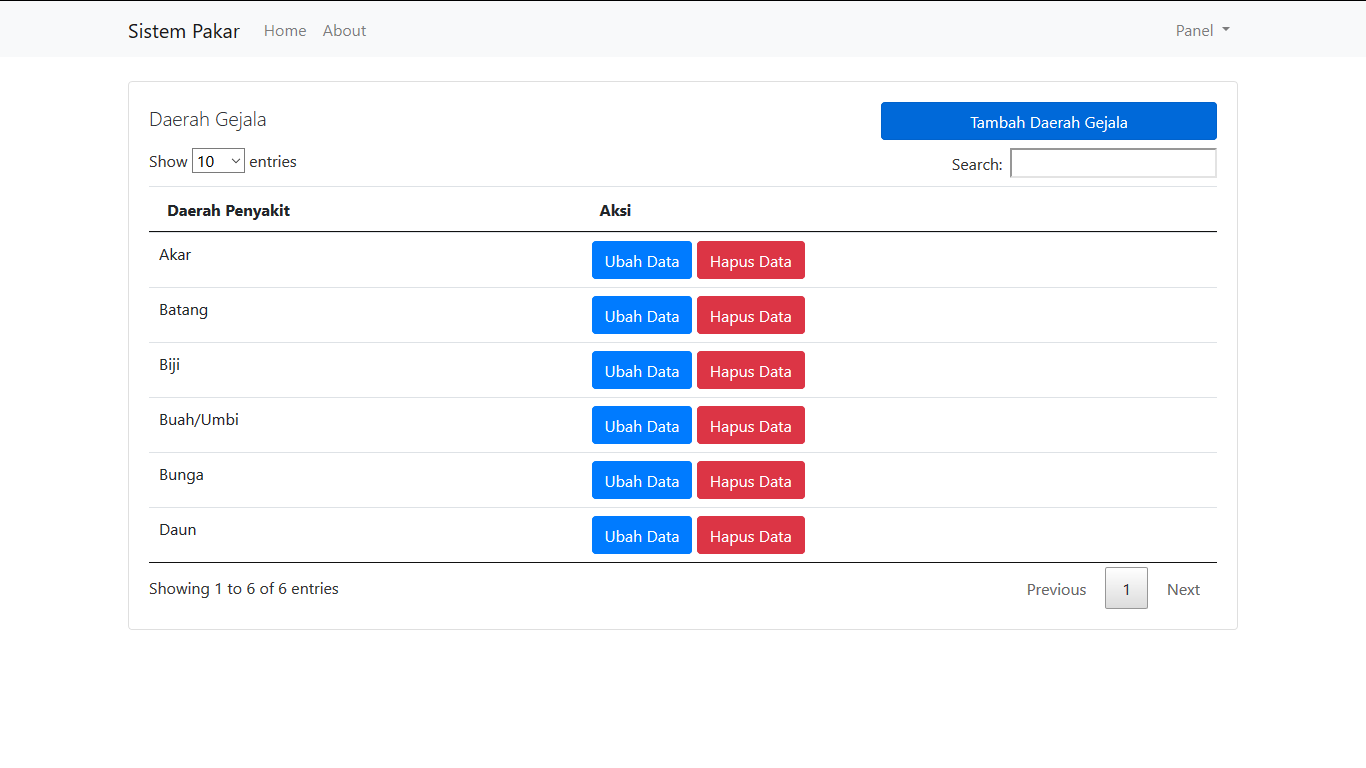 Sistem Pakar Home About Panel
Daerah Gejala Tambah Daerah Gejala
Show 10 entries Search:
Daerah Penyakit Aksi
Akar Ubah Data Hapus Data
Batang Ubah Data Hapus Data
Biji Ubah Data Hapus Data
Buah/Umbi Ubah Data Hapus Data
Bunga Ubah Data Hapus Data
Daun Ubah Data Hapus Data
Showing 1 to 6 of 6 entries Previous 1 Next